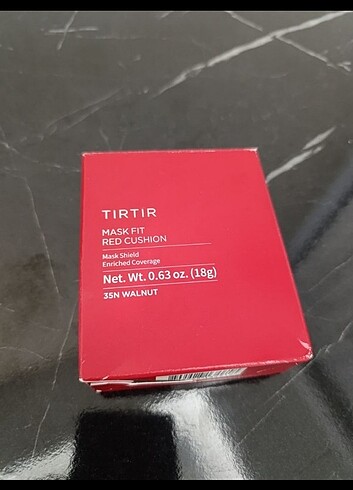 TIRTIR
MASK FIT
RED CUSHION
Mask Shield
Enriched Coverage
Net. Wt. 0.63 oz. (18g)
35N WALNUT